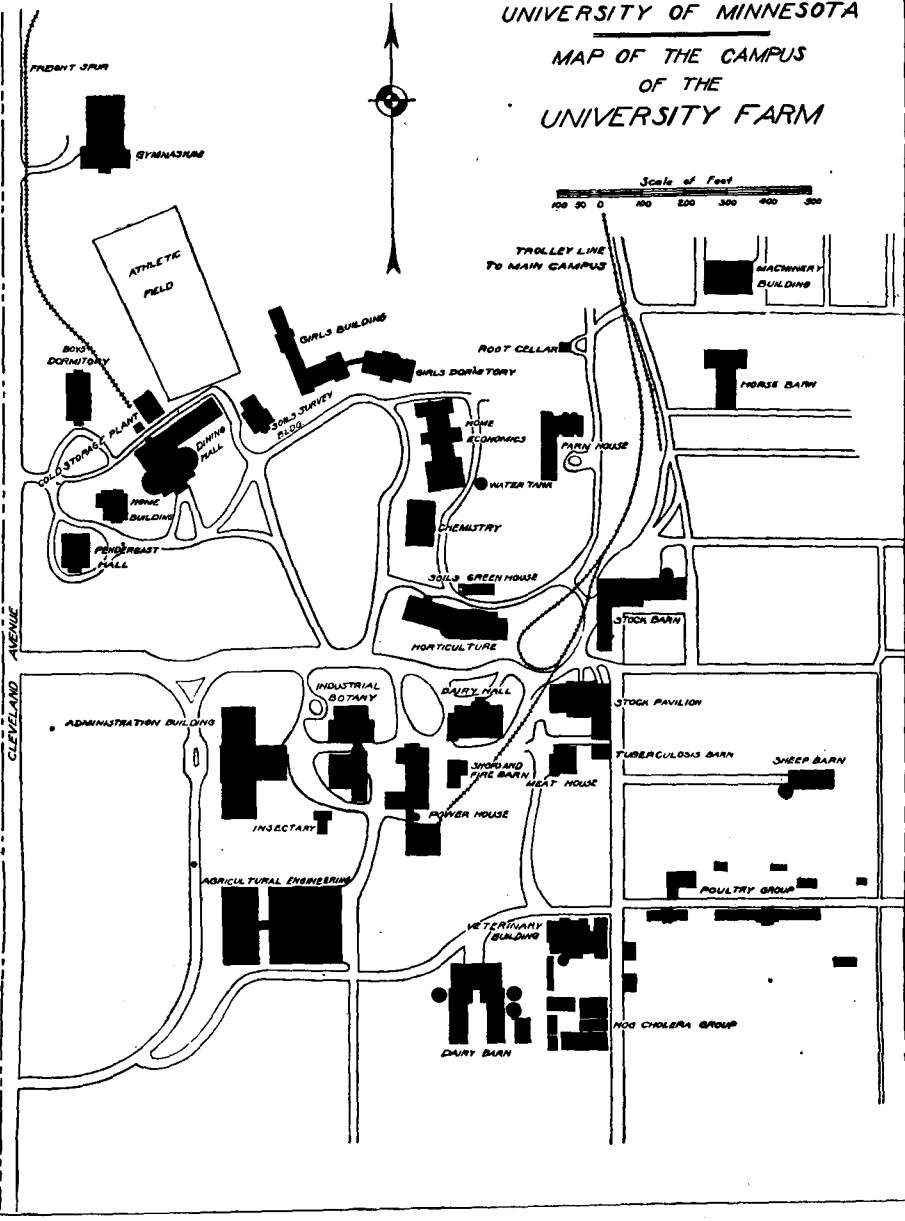 UNIVERSITY OF MINNESOTA
MAP OF THE CAMPUS
OF THE
UNIVERSITY FARM
Scale of Feet
100 50 0 100 200 300 400 500
FREIGHT SPUR
GYMNASIUM
ATHLETIC
FIELD
TROLLEY LINE
TO MAIN CAMPUS
MACHINERY
BUILDING
GIRLS BUILDING
BOYS
DORMITORY
ROOT CELLAR
GIRLS DORMITORY
HORSE BARN
COLD STORAGE PLANT
DINING
HALL
SOILS SURVEY
BLDG
HOME
ECONOMICS
FARM HOUSE
WATER TANK
HOME
BUILDING
CHEMISTRY
PENDERGAST
HALL
SOILS GREEN HOUSE
STOCK BARN
HORTICULTURE
CLEVELAND AVENUE
INDUSTRIAL
BOTANY
DAIRY HALL
STOCK PAVILION
ADMINISTRATION BUILDING
TUBERCULOSIS BARN
SHOPS AND
FIRE BARN
MEAT HOUSE
SHEEP BARN
INSECTARY
POWER HOUSE
AGRICULTURAL ENGINEERING
POULTRY GROUP
VETERINARY
BUILDING
HOG CHOLERA GROUP
DAIRY BARN